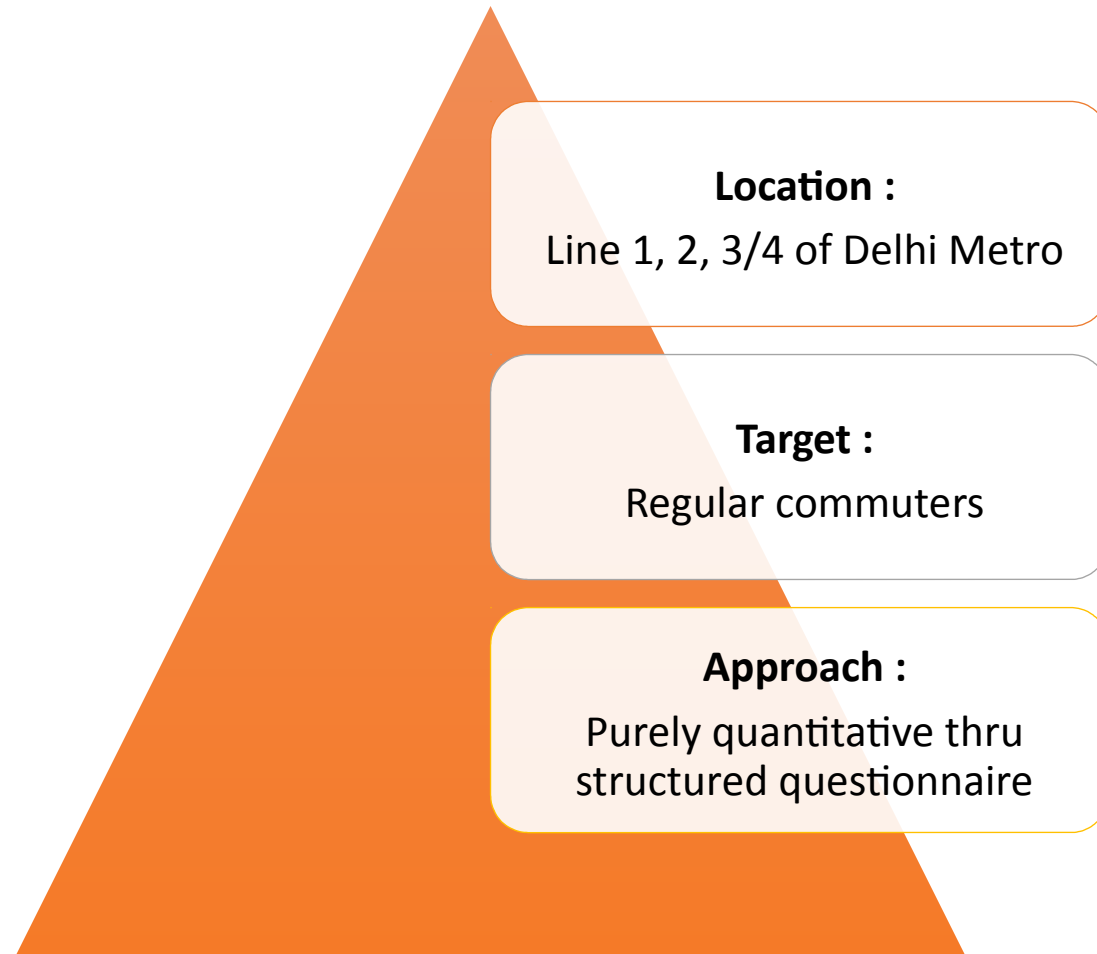 Location :
Line 1, 2, 3/4 of Delhi Metro
Target :
Regular commuters
Approach :
Purely quantitative thru
structured questionnaire